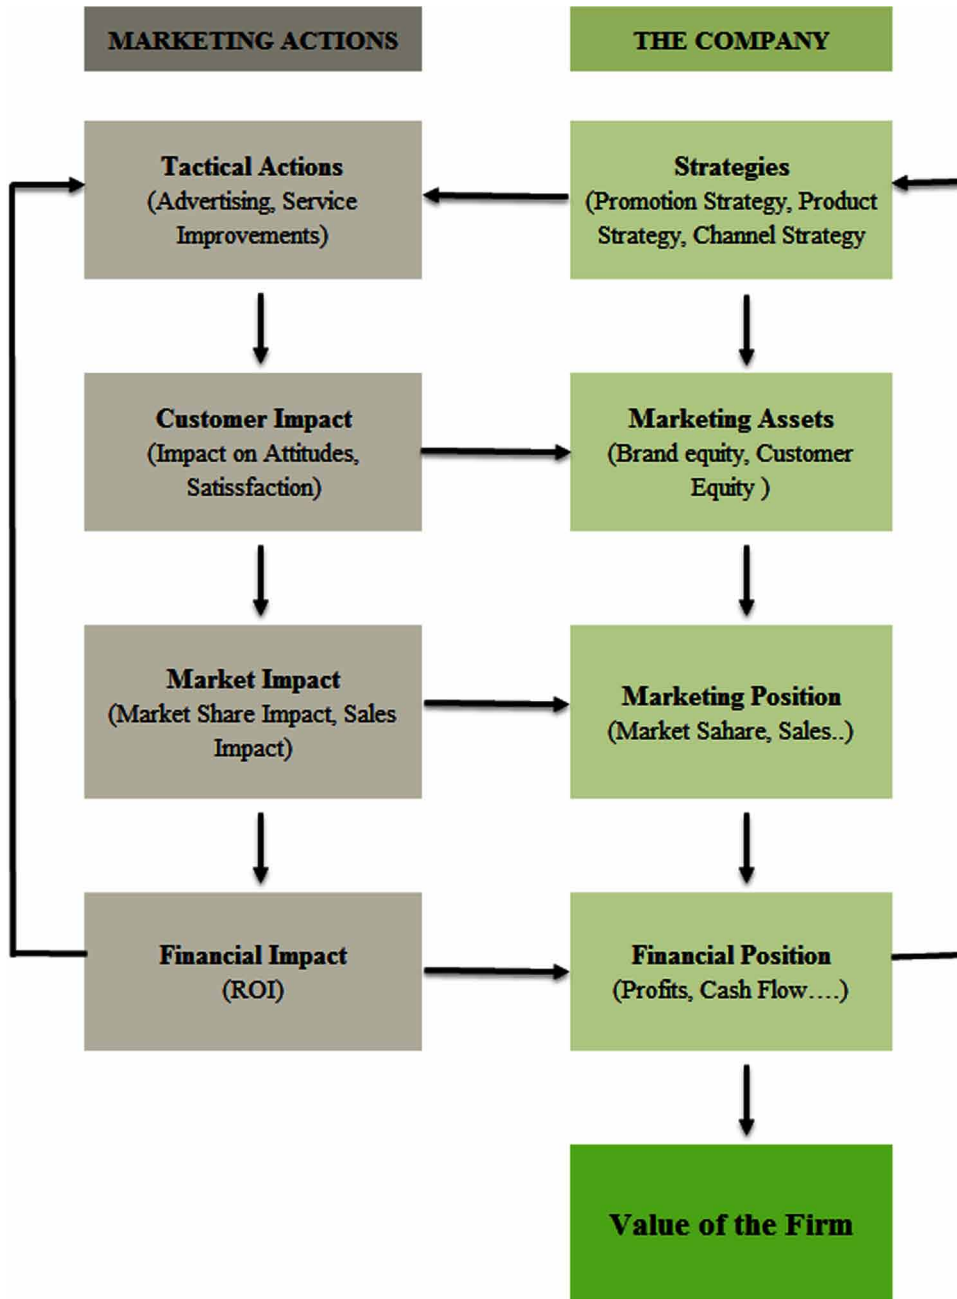 MARKETING ACTIONS
THE COMPANY
Tactical Actions
(Advertising, Service
Improvements)
Strategies
(Promotion Strategy, Product
Strategy, Channel Strategy
Customer Impact
(Impact on Attitudes,
Satissfaction)
Marketing Assets
(Brand equity, Customer
Equity )
Market Impact
(Market Share Impact, Sales
Impact)
Marketing Position
(Market Sahare, Sales..)
Financial Impact
(ROI)
Financial Position
(Profits, Cash Flow….)
Value of the Firm